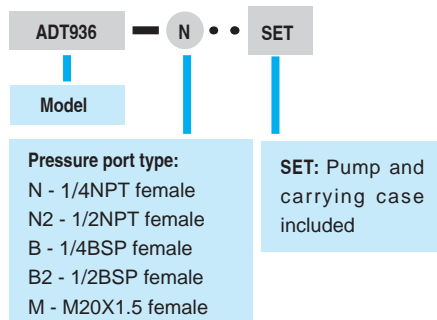 ADT936 — N • • SET
Model
Pressure port type:
N - 1/4NPT female
N2 - 1/2NPT female
B - 1/4BSP female
B2 - 1/2BSP female
M - M20X1.5 female
SET: Pump and
carrying case
included